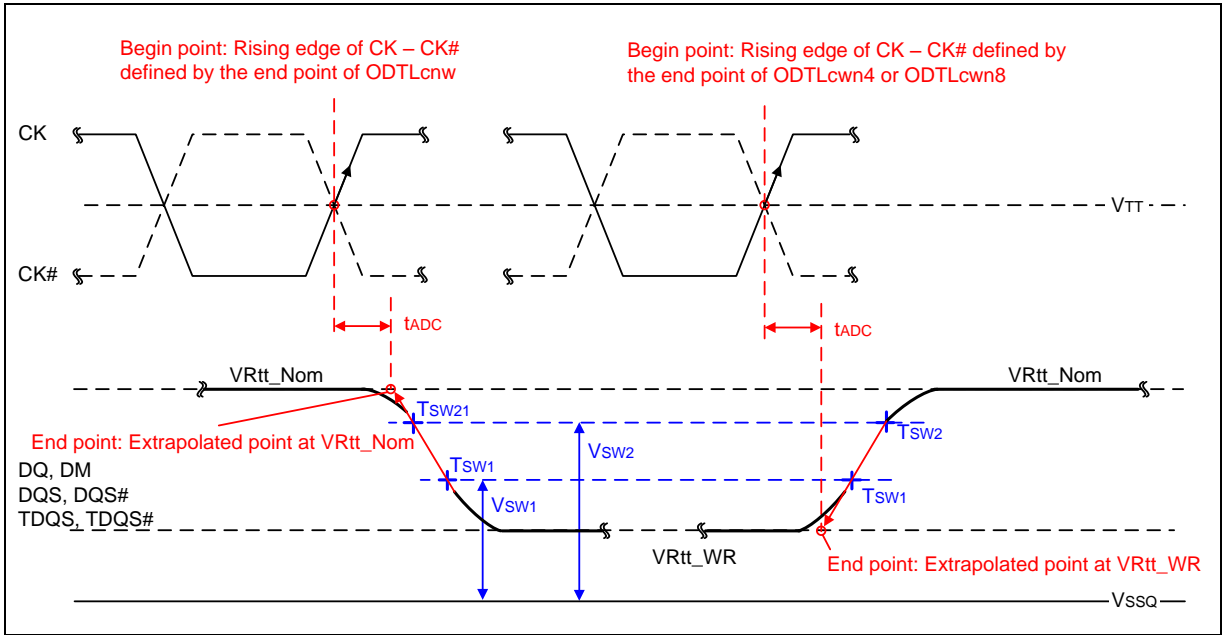 Begin point: Rising edge of CK – CK#
defined by the end point of ODTLcnw
Begin point: Rising edge of CK – CK# defined by
the end point of ODTLcwn4 or ODTLcwn8
CK
VTT
CK#
tADC
tADC
VRtt_Nom
VRtt_Nom
TSW21
End point: Extrapolated point at VRtt_Nom
TSW2
VSW2
DQ, DM
DQS, DQS#
TDQS, TDQS#
TSW1
VSW1
TSW1
VRtt_WR
End point: Extrapolated point at VRtt_WR
VSSQ